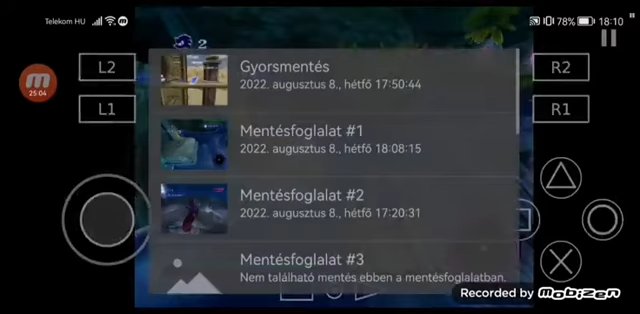 Telekom HU
78%
18:10
2
L2
R2
25:04
L1
R1
Gyorsmentés
2022. augusztus 8., hétfő 17:50:44
Mentésfoglalat #1
2022. augusztus 8., hétfő 18:08:15
Mentésfoglalat #2
2022. augusztus 8., hétfő 17:20:31
Mentésfoglalat #3
Nem található mentés ebben a mentésfoglalatban.
Recorded by mobizen